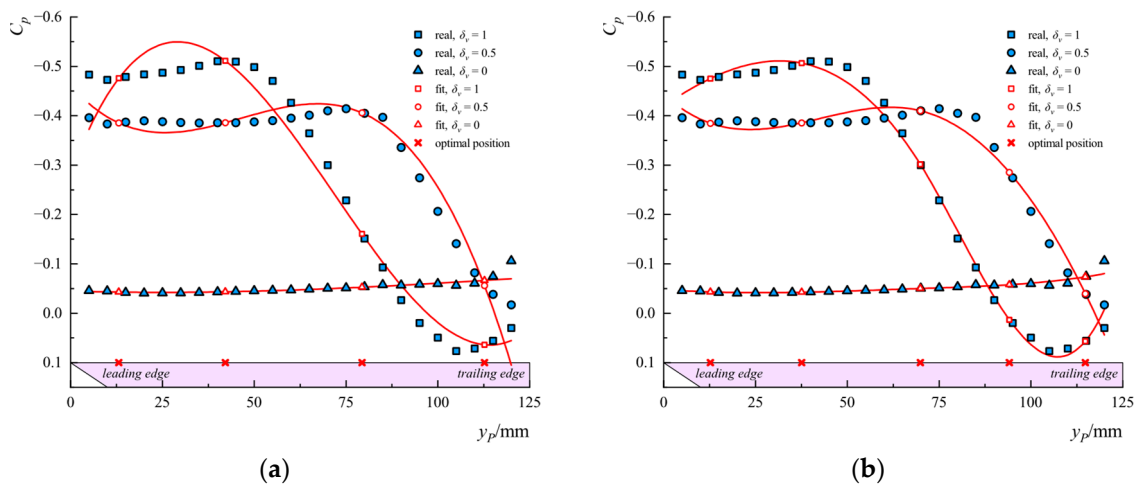 C_p
−0.6
−0.5
−0.4
−0.3
−0.2
−0.1
0.0
0.1
real, δ_v = 1
real, δ_v = 0.5
real, δ_v = 0
fit, δ_v = 1
fit, δ_v = 0.5
fit, δ_v = 0
optimal position
leading edge
trailing edge
0 25 50 75 100 125
y_P/mm
(a)
C_p
−0.6
−0.5
−0.4
−0.3
−0.2
−0.1
0.0
0.1
real, δ_v = 1
real, δ_v = 0.5
real, δ_v = 0
fit, δ_v = 1
fit, δ_v = 0.5
fit, δ_v = 0
optimal position
leading edge
trailing edge
0 25 50 75 100 125
y_P/mm
(b)